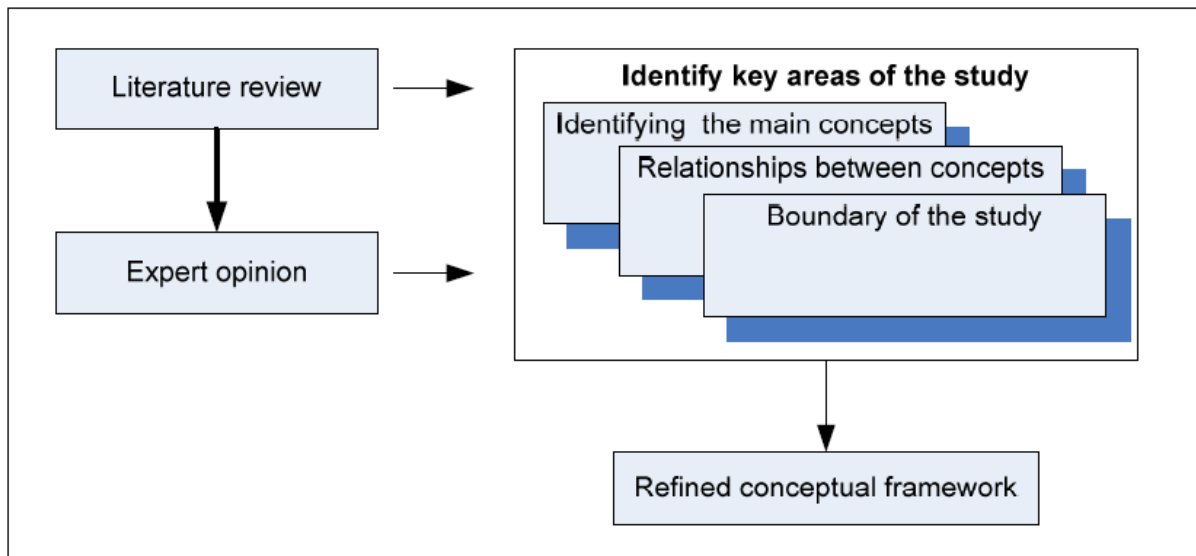 Literature review
Identify key areas of the study
Identifying the main concepts
Relationships between concepts
Boundary of the study
Expert opinion
Refined conceptual framework